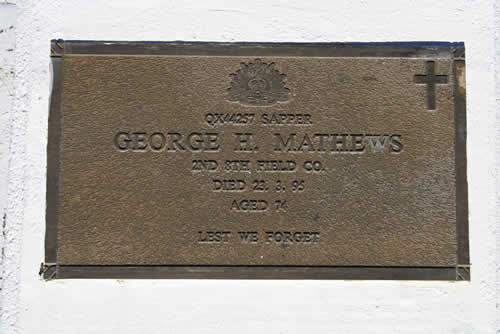 QX44257 SAPPER
GEORGE H. MATHEWS
2ND 8TH FIELD CO.
DIED 23. 3. 95
AGED 74
LEST WE FORGET